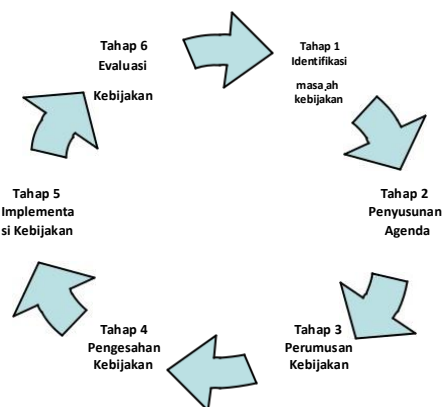 Tahap 1
Identifikasi
masa,ah
kebijakan
Tahap 2
Penyusunan
Agenda
Tahap 3
Perumusan
Kebijakan
Tahap 4
Pengesahan
Kebijakan
Tahap 5
Implementa
si Kebijakan
Tahap 6
Evaluasi
Kebijakan